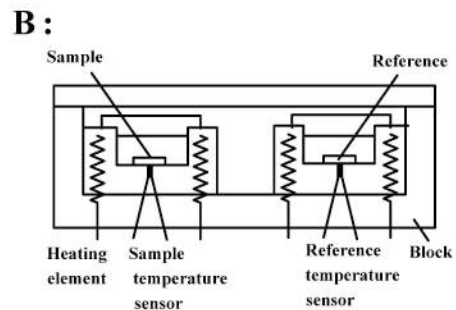 B:
Sample
Reference
Heating
element
Sample
temperature
sensor
Reference
temperature
sensor
Block